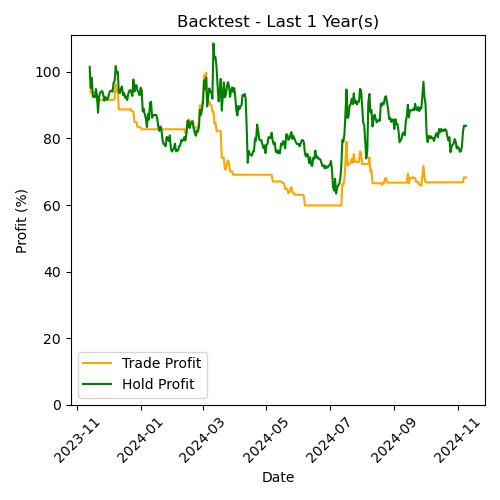 Backtest - Last 1 Year(s)
Profit (%)
100
80
60
40
20
0
Trade Profit
Hold Profit
2023-11
2024-01
2024-03
2024-05
2024-07
2024-09
2024-11
Date